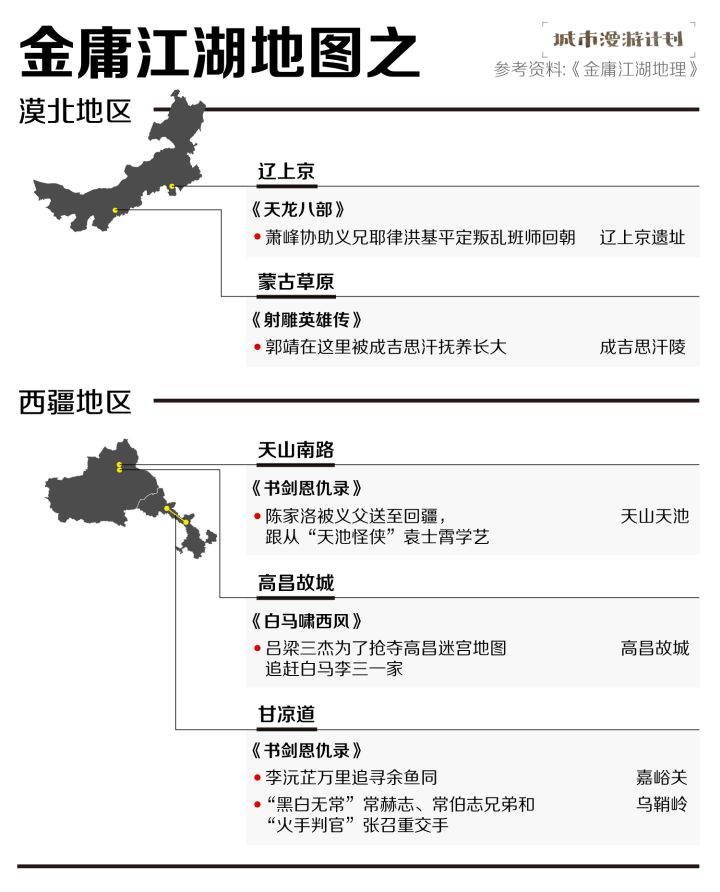 金庸江湖地图之
城市漫游计划
参考资料:《金庸江湖地理》
漠北地区
辽上京
《天龙八部》
萧峰协助义兄耶律洪基平定叛乱班师回朝 辽上京遗址
蒙古草原
《射雕英雄传》
郭靖在这里被成吉思汗抚养长大 成吉思汗陵
西疆地区
天山南路
《书剑恩仇录》
陈家洛被义父送至回疆， 天山天池
跟从“天池怪侠”袁士霄学艺
高昌故城
《白马啸西风》
吕梁三杰为了抢夺高昌迷宫地图 高昌故城
追赶白马李三一家
甘凉道
《书剑恩仇录》
李沅芷万里追寻余鱼同 嘉峪关
“黑白无常”常赫志、常伯志兄弟和 乌鞘岭
“火手判官”张召重交手